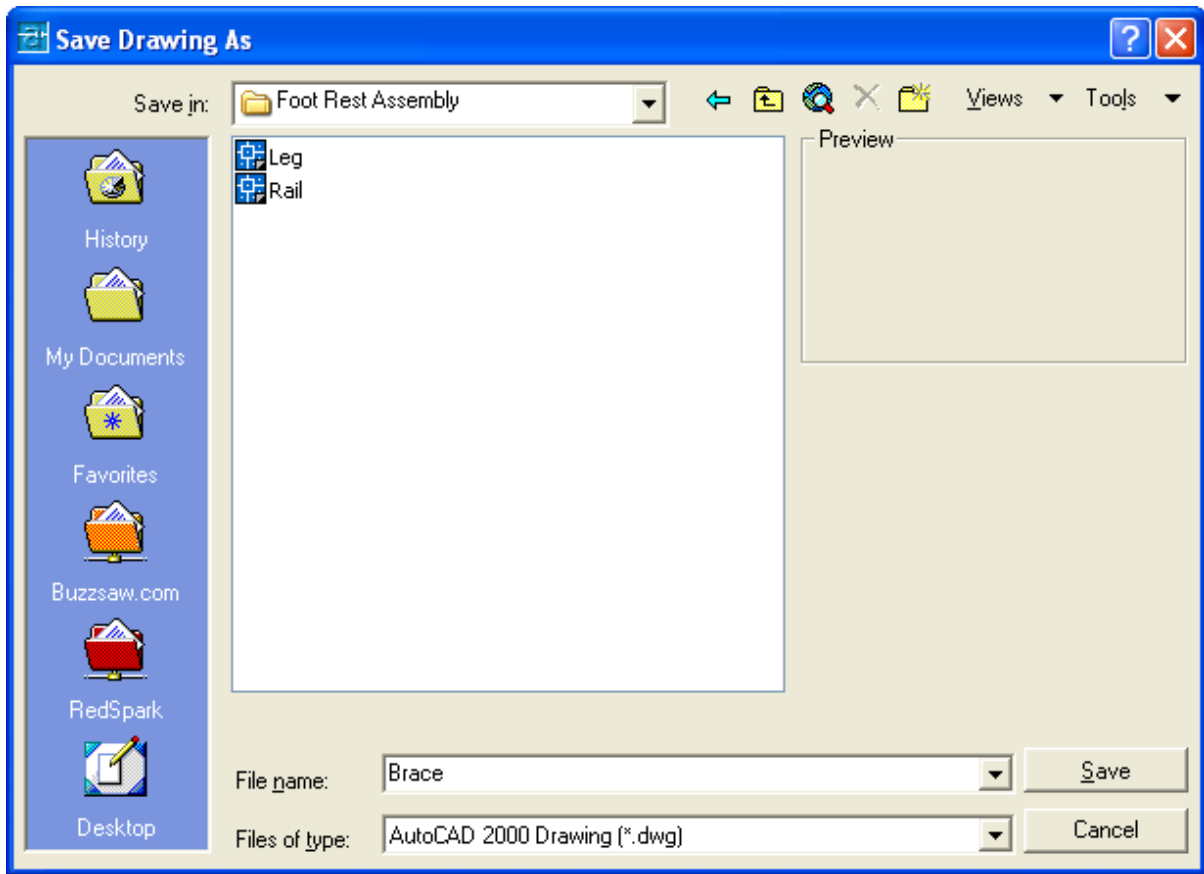 Save Drawing As
Save in:
Foot Rest Assembly
Views
Tools
History
My Documents
Favorites
Buzzsaw.com
RedSpark
Desktop
Leg
Rail
Preview
File name:
Brace
Save
Files of type:
AutoCAD 2000 Drawing (*.dwg)
Cancel